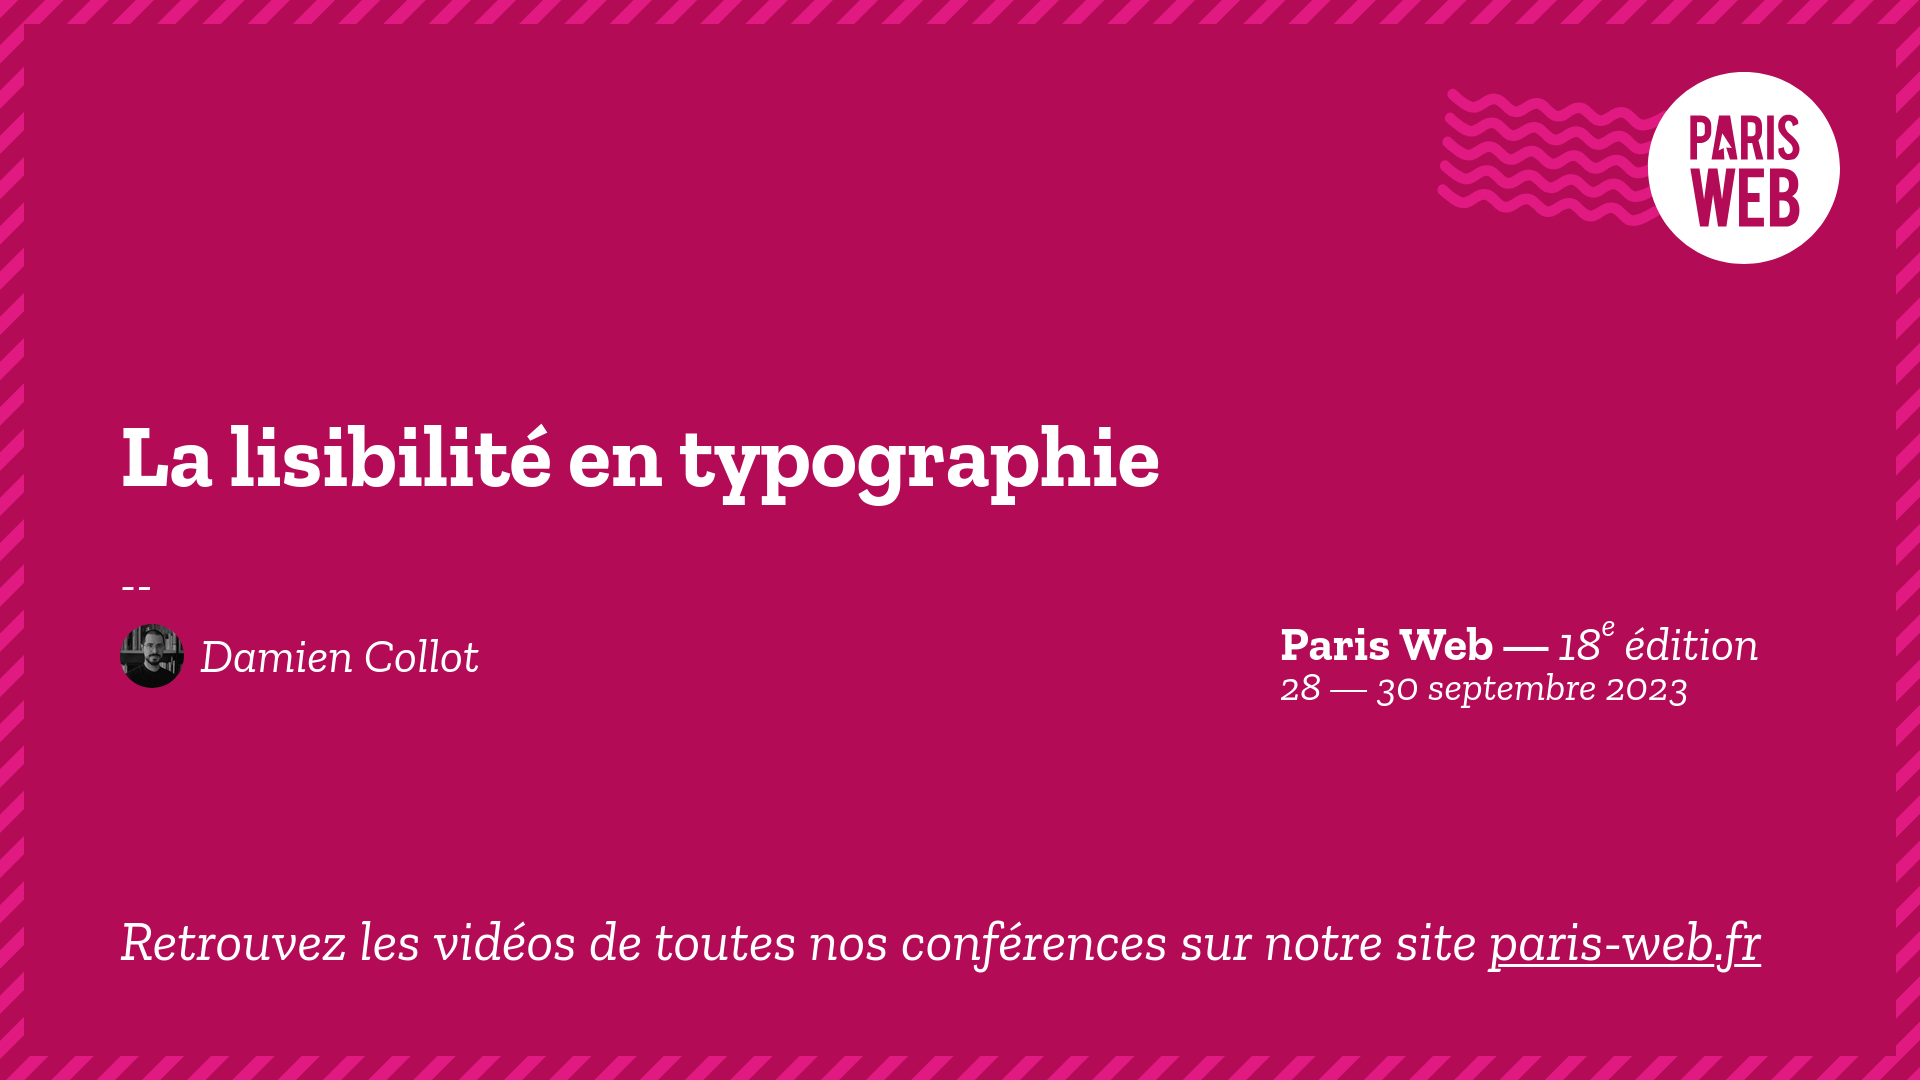 PARIS
WEB
La lisibilité en typographie
--
Damien Collot
Paris Web — 18e édition
28 — 30 septembre 2023
Retrouvez les vidéos de toutes nos conférences sur notre site paris-web.fr